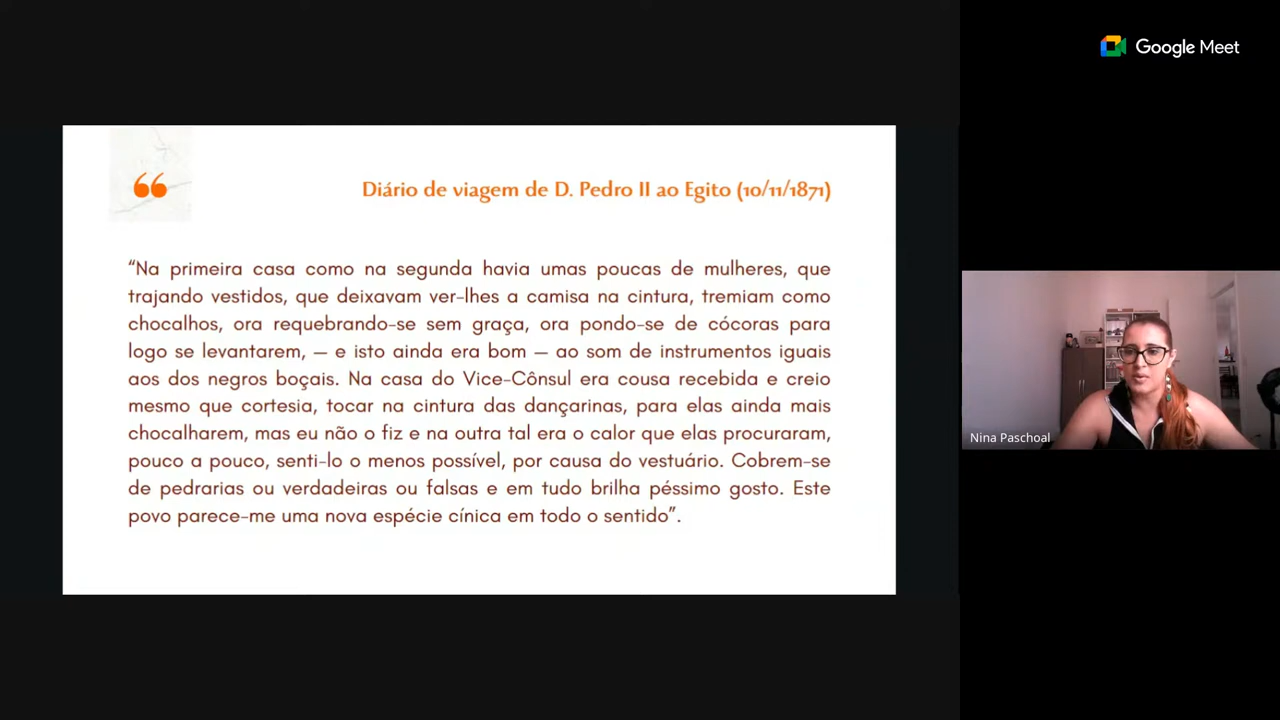 Google Meet
❝
Diário de viagem de D. Pedro II ao Egito (10/11/1871)
“Na primeira casa como na segunda havia umas poucas de mulheres, que
trajando vestidos, que deixavam ver-lhes a camisa na cintura, tremiam como
chocalhos, ora requebrando-se sem graça, ora pondo-se de cócoras para
logo se levantarem, — e isto ainda era bom — ao som de instrumentos iguais
aos dos negros boçais. Na casa do Vice-Cônsul era cousa recebida e creio
mesmo que cortesia, tocar na cintura das dançarinas, para elas ainda mais
chocalharem, mas eu não o fiz e na outra tal era o calor que elas procuraram,
pouco a pouco, senti-lo o menos possível, por causa do vestuário. Cobrem-se
de pedrarias ou verdadeiras ou falsas e em tudo brilha péssimo gosto. Este
povo parece-me uma nova espécie cínica em todo o sentido”.
Nina Paschoal